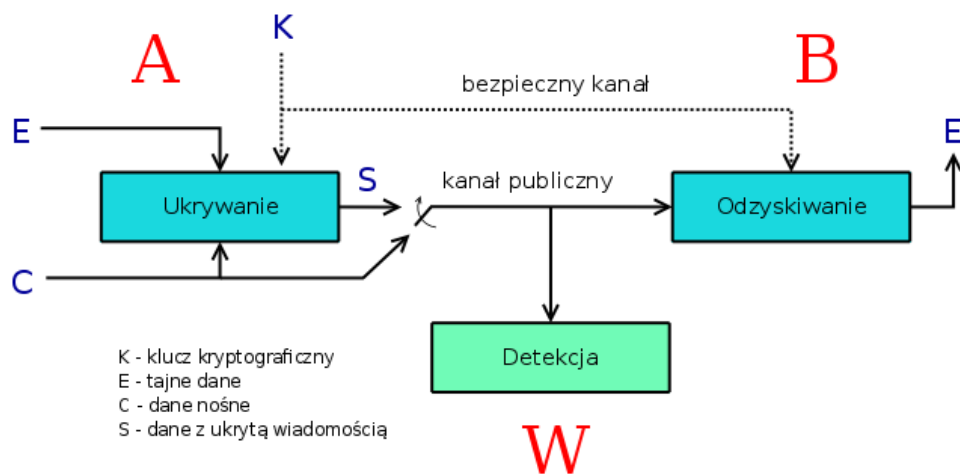 K
A
B
bezpieczny kanał
E
E
S
kanał publiczny
Ukrywanie
Odzyskiwanie
C
Detekcja
K - klucz kryptograficzny
E - tajne dane
C - dane nośne
S - dane z ukrytą wiadomością
W